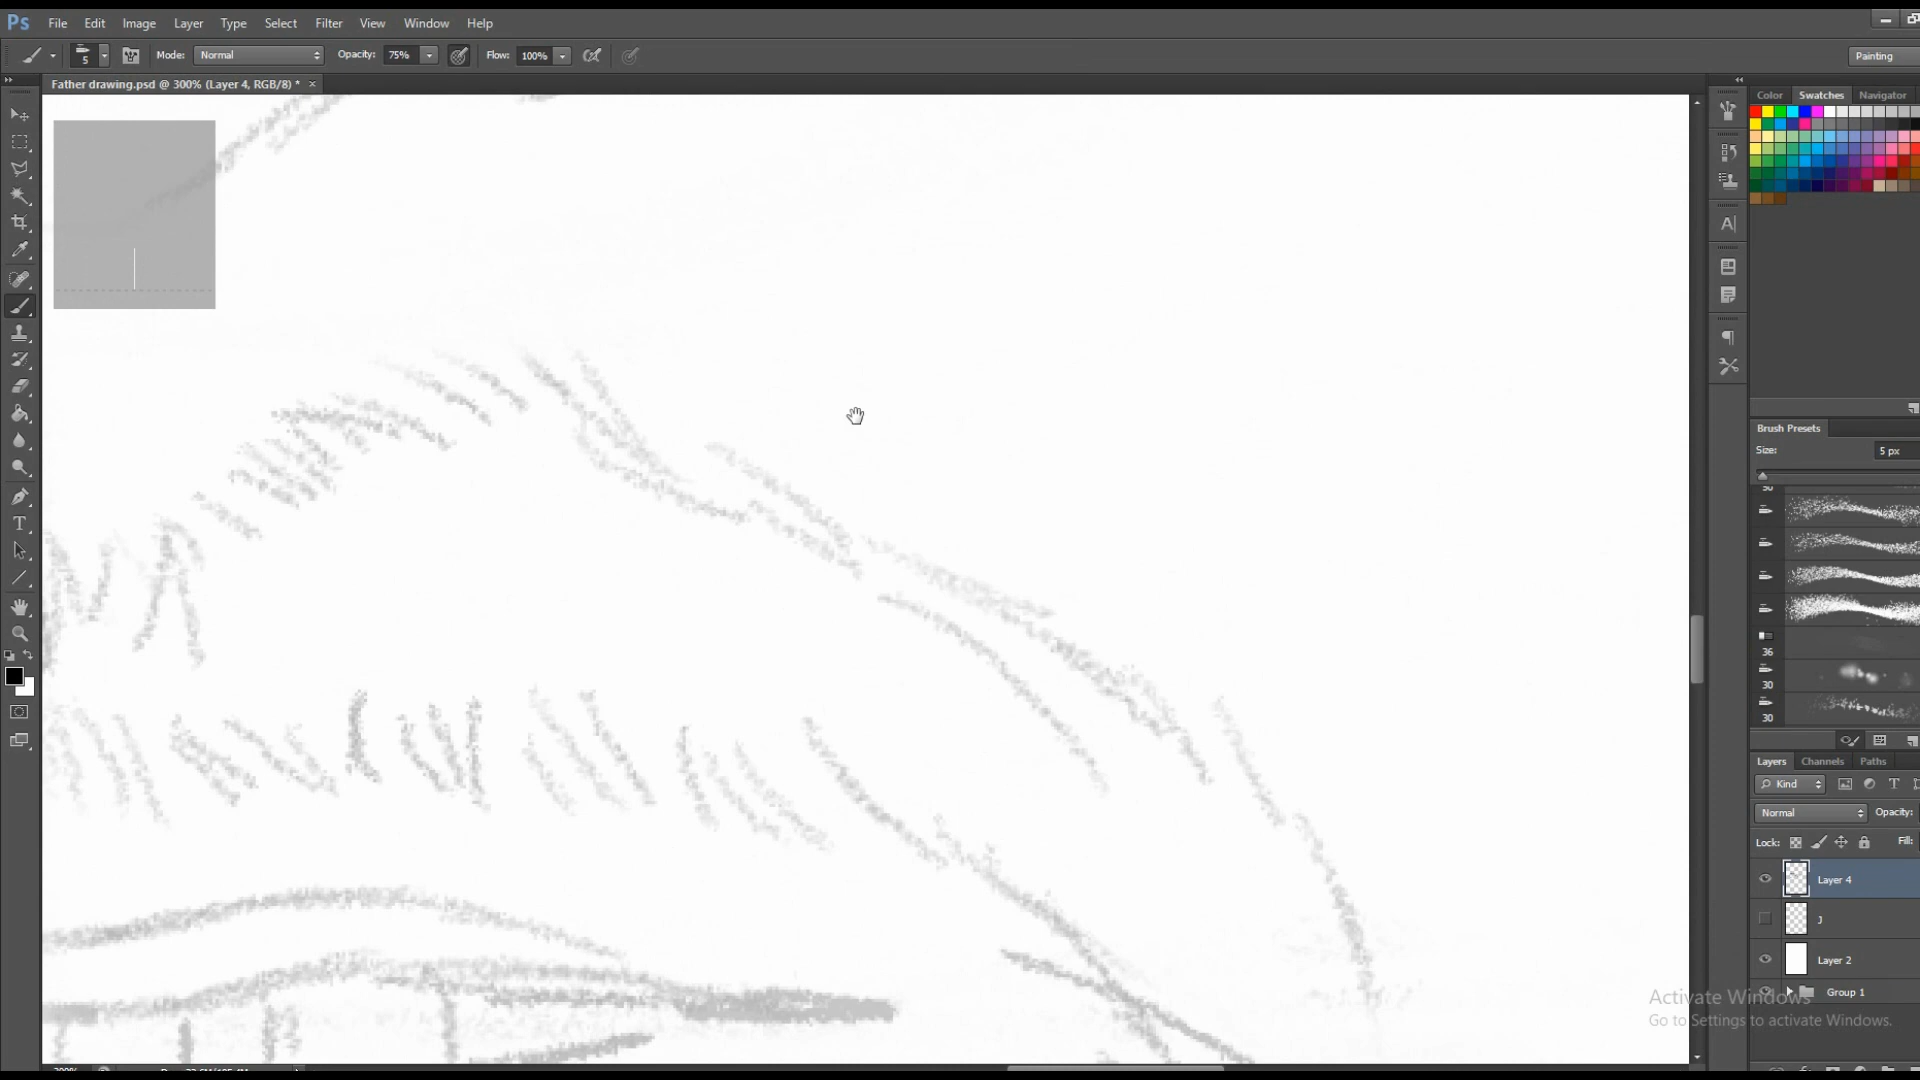 Ps File Edit Image Layer Type Select Filter View Window Help
5 Mode: Normal Opacity: 75% Flow: 100% Painting
Father drawing.psd @ 300% (Layer 4, RGB/8) * ×
Color Swatches Navigator
Brush Presets
Size: 5 px
50
36
30
30
Layers Channels Paths
Kind
Normal Opacity:
Lock: Fill:
Layer 4
J
Layer 2
Group 1
Activate Windows
Go to Settings to activate Windows.